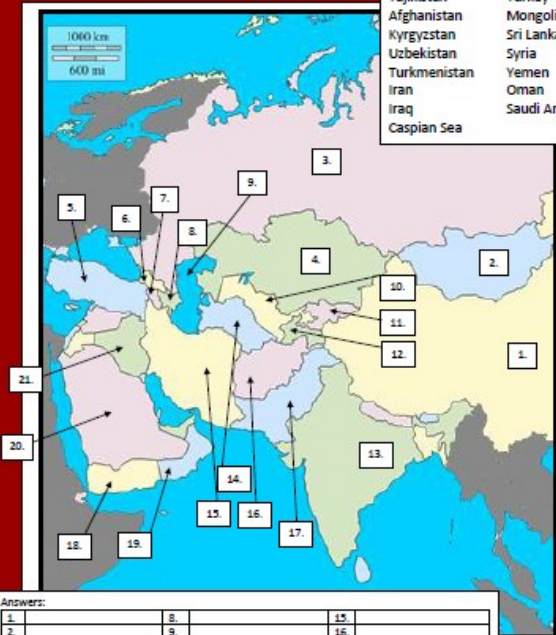 1000 km
600 mi
Tajikistan Turkey
Afghanistan Mongoli
Kyrgyzstan Sri Lanka
Uzbekistan Syria
Turkmenistan Yemen
Iran Oman
Iraq Saudi Ar
Caspian Sea
3.
9.
7.
5.
6.
8.
4.
2.
10.
11.
12.
1.
21.
20.
13.
14.
15.
16.
17.
18.
19.
Answers:
1. 8. 15.
2. 9. 16.